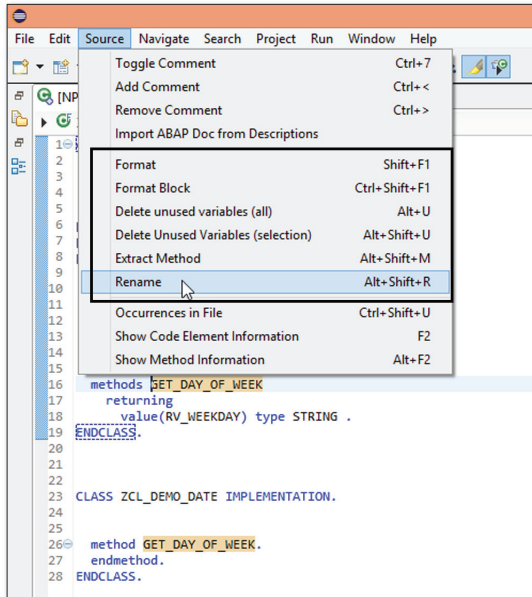 File Edit Source Navigate Search Project Run Window Help
Toggle Comment Ctrl+7
Add Comment Ctrl+<
Remove Comment Ctrl+>
Import ABAP Doc from Descriptions
Format Shift+F1
Format Block Ctrl+Shift+F1
Delete unused variables (all) Alt+U
Delete Unused Variables (selection) Alt+Shift+U
Extract Method Alt+Shift+M
Rename Alt+Shift+R
Occurrences in File Ctrl+Shift+U
Show Code Element Information F2
Show Method Information Alt+F2
[NP
1
2
3
4
5
6
7
8
9
10
11
12
13
14
15
16 methods GET_DAY_OF_WEEK
17 returning
18 value(RV_WEEKDAY) type STRING .
19 ENDCLASS.
20
21
22
23 CLASS ZCL_DEMO_DATE IMPLEMENTATION.
24
25
26 method GET_DAY_OF_WEEK.
27 endmethod.
28 ENDCLASS.